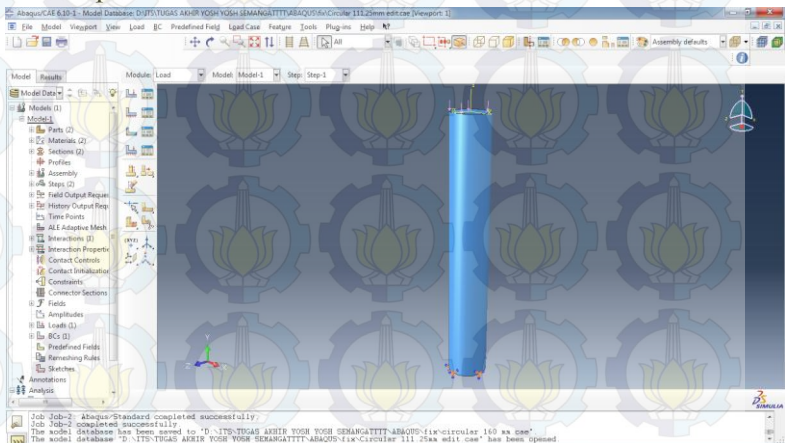 Abaqus/CAE 6.10-1 - Model Database: D:\ITS\TUGAS AKHIR YOSH YOSH SEMANGATTTT\ABAQUS\fix\Circular 111,25mm edit.cae [Viewport: 1]
File Model Viewport View Load BC Predefined Field Load Case Feature Tools Plug-ins Help
All Assembly defaults
Model Results Module: Load Model: Model-1 Step: Step-1
Model Data
Models (1)
Model-1
Parts (2)
Materials (2)
Sections (2)
Profiles
Assembly
Steps (2)
Field Output Reques
History Output Req
Time Points
ALE Adaptive Mesh
Interactions (2)
Interaction Propertie
Contact Controls
Contact Initialization
Constraints
Connector Sections
Fields
Amplitudes
Loads (1)
BCs (1)
Predefined Fields
Remeshing Rules
Sketches
Annotations
Analysis
(XYZ)
Y
Z
SIMULIA
Job Job-2: Abaqus/Standard completed successfully.
Job Job-2 completed successfully
The model database has been saved to "D:\ITS\TUGAS AKHIR YOSH YOSH SEMANGATTTT\ABAQUS\fix\circular 160 xx cae".
The model database "D:\ITS\TUGAS AKHIR YOSH YOSH SEMANGATTTT\ABAQUS\fix\Circular 111 25mm edit cae" has been opened.